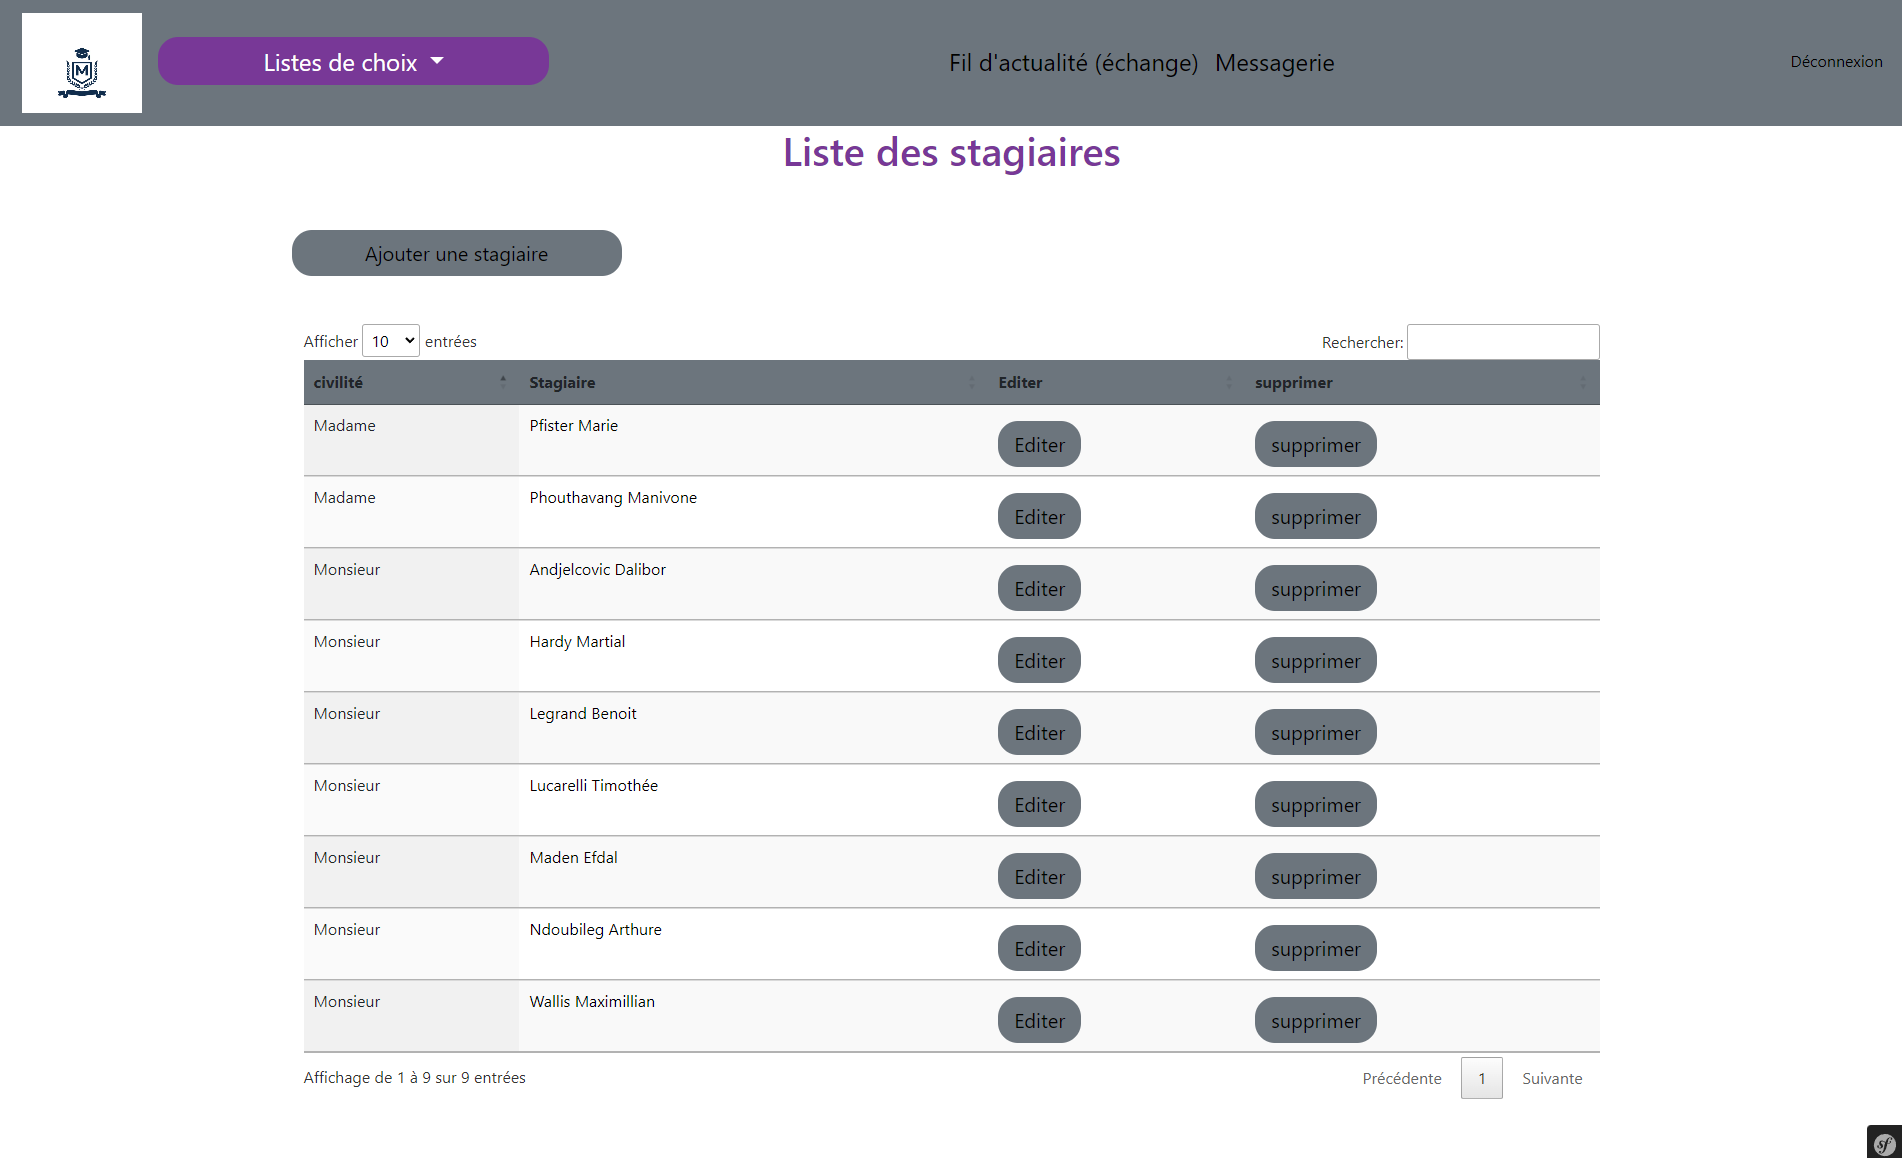 M
Listes de choix
Fil d'actualité (échange) Messagerie
Déconnexion
Liste des stagiaires
Ajouter une stagiaire
Afficher 10 entrées
Rechercher:
civilité Stagiaire Editer supprimer
Madame Pfister Marie Editer supprimer
Madame Phouthavang Manivone Editer supprimer
Monsieur Andjelcovic Dalibor Editer supprimer
Monsieur Hardy Martial Editer supprimer
Monsieur Legrand Benoit Editer supprimer
Monsieur Lucarelli Timothée Editer supprimer
Monsieur Maden Efdal Editer supprimer
Monsieur Ndoubileg Arthure Editer supprimer
Monsieur Wallis Maximillian Editer supprimer
Affichage de 1 à 9 sur 9 entrées
Précédente 1 Suivante
sf